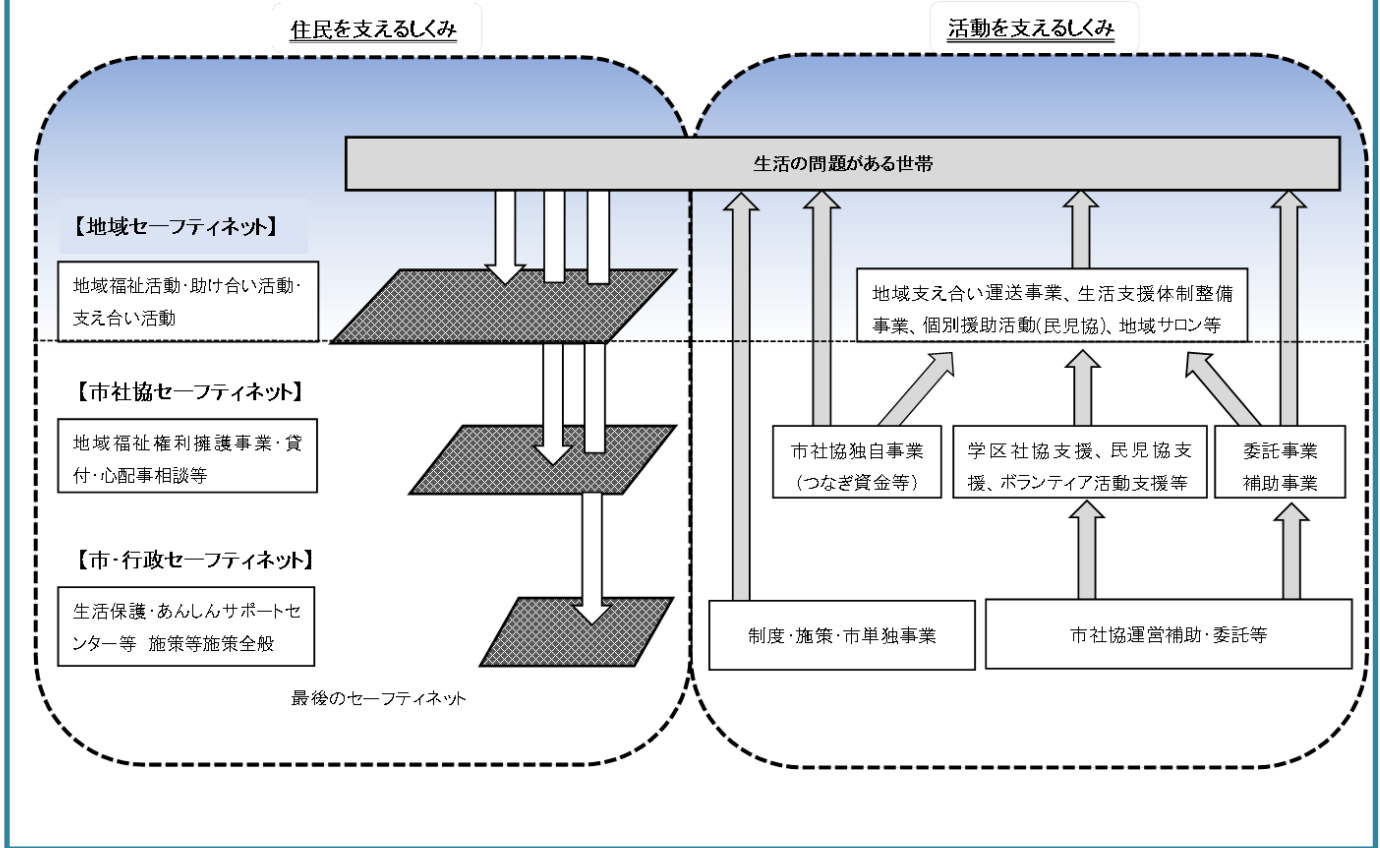 住民を支えるしくみ
活動を支えるしくみ
生活の問題がある世帯
【地域セーフティネット】
地域福祉活動・助け合い活動・
支え合い活動
地域支え合い運送事業、生活支援体制整備
事業、個別援助活動(民児協)、地域サロン等
【市社協セーフティネット】
地域福祉権利擁護事業・貸
付・心配事相談等
市社協独自事業
(つなぎ資金等)
学区社協支援、民児協支
援、ボランティア活動支援等
委託事業
補助事業
【市・行政セーフティネット】
生活保護・あんしんサポートセ
ンター等 施策等施策全般
制度・施策・市単独事業
市社協運営補助・委託等
最後のセーフティネット